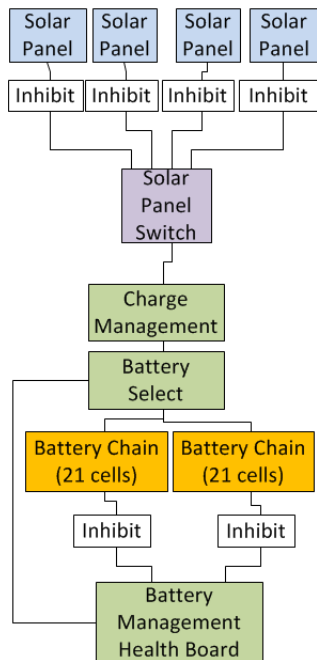 Solar
Panel
Solar
Panel
Solar
Panel
Solar
Panel
Inhibit
Inhibit
Inhibit
Inhibit
Solar
Panel
Switch
Charge
Management
Battery
Select
Battery Chain
(21 cells)
Battery Chain
(21 cells)
Inhibit
Inhibit
Battery
Management
Health Board